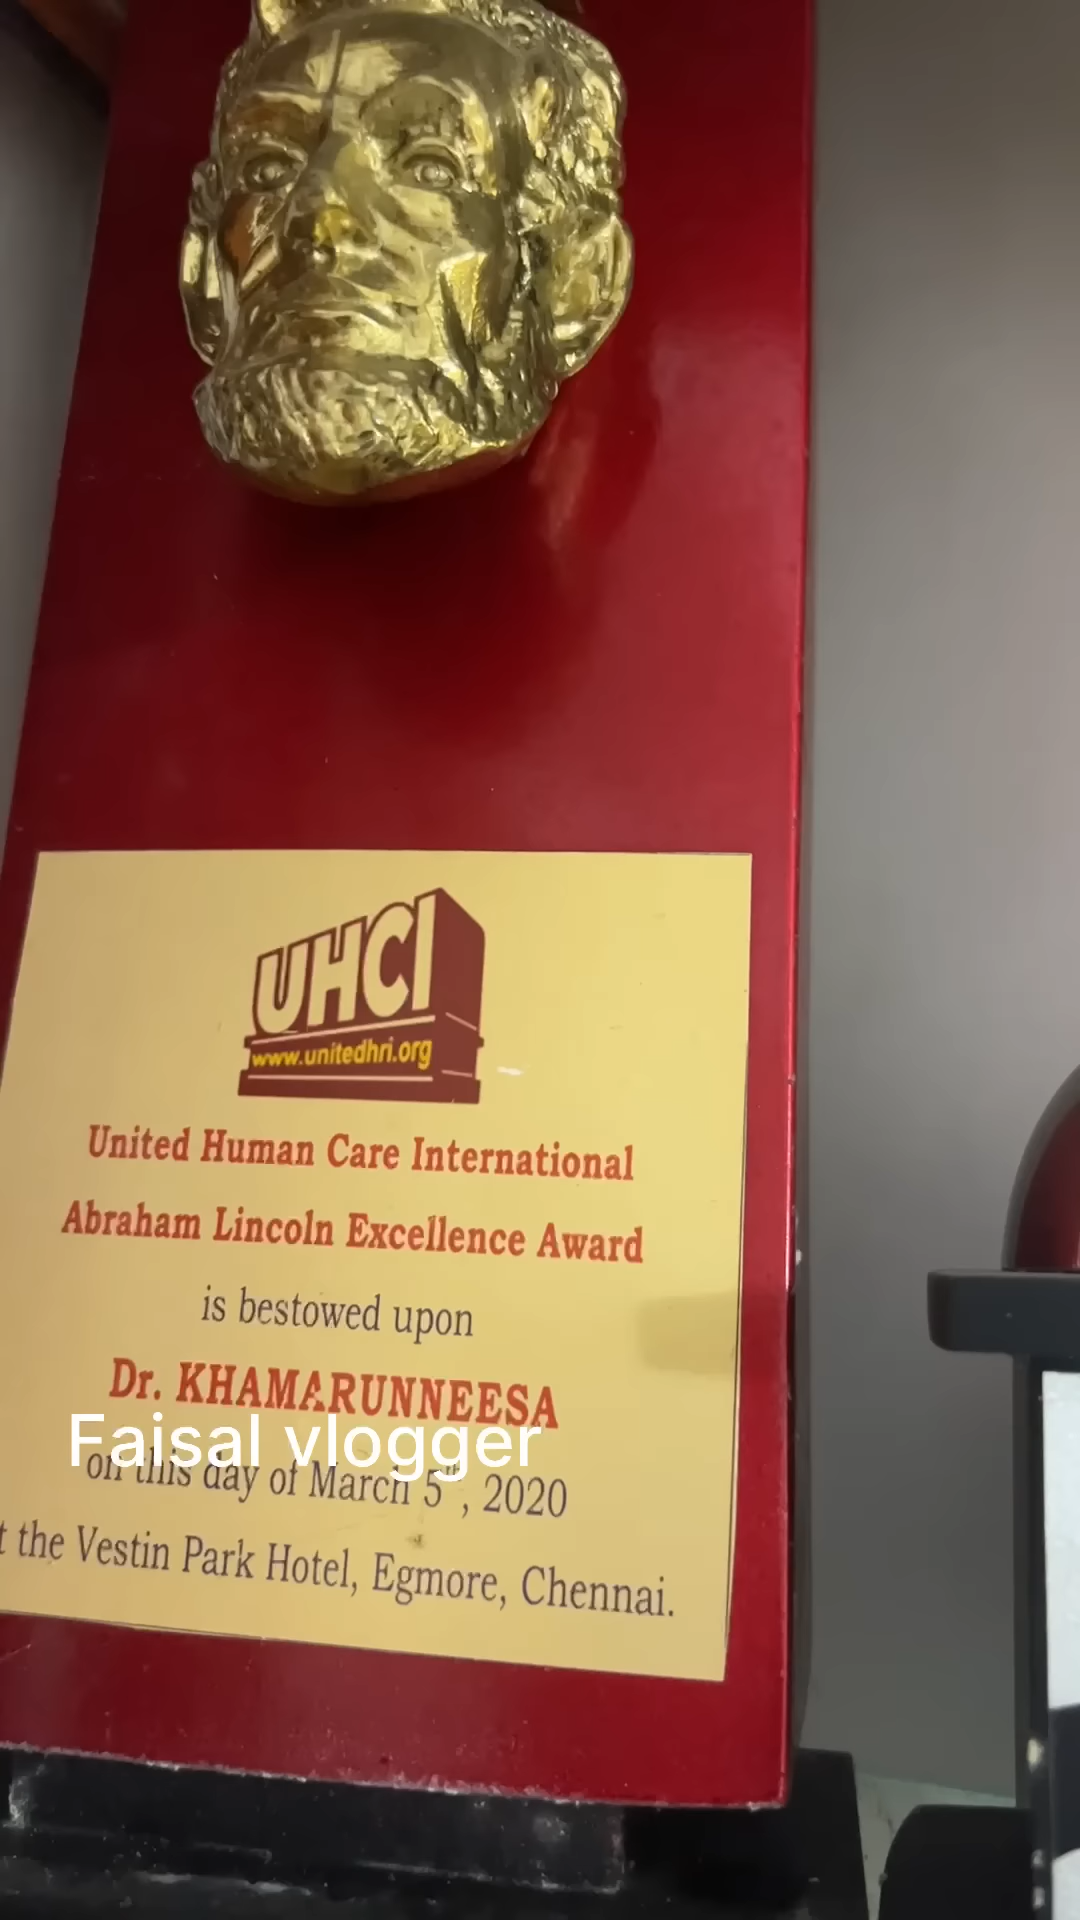 UHCI
www.unitedhri.org
United Human Care International
Abraham Lincoln Excellence Award
is bestowed upon
Dr. KHAMARUNNEESA
Faisal vlogger
on this day of March 5th, 2020
the Vestin Park Hotel, Egmore, Chennai.